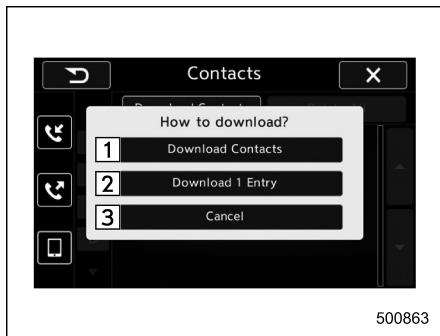 Contacts
How to download?
1 Download Contacts
2 Download 1 Entry
3 Cancel
500863